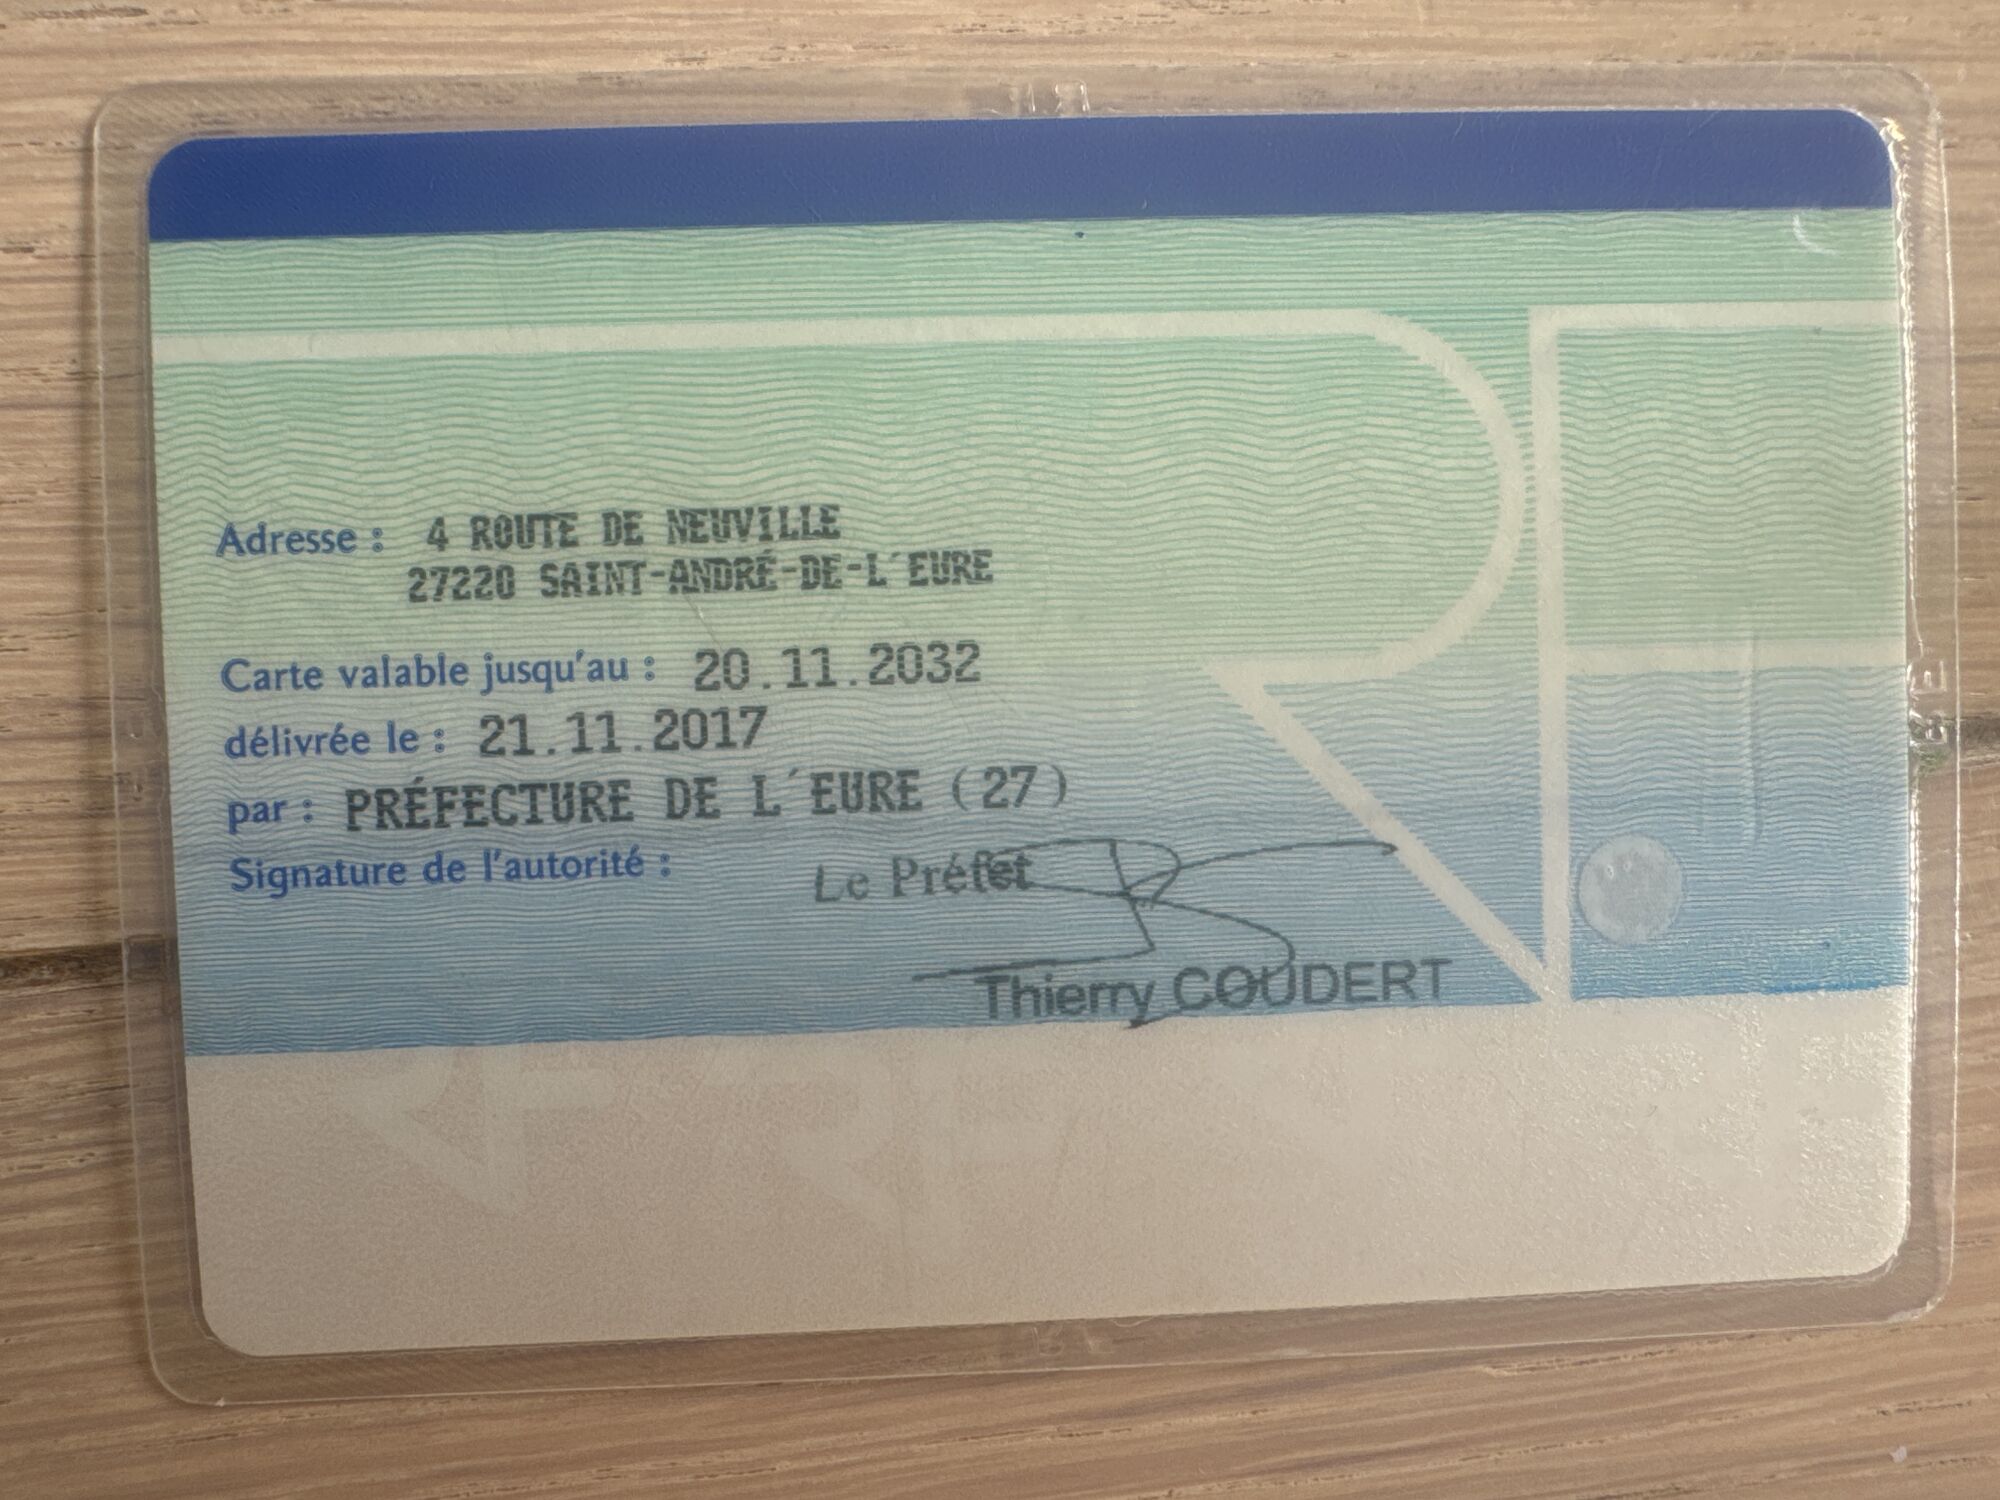 Adresse : 4 ROUTE DE NEUVILLE
27220 SAINT-ANDRÉ-DE-L´EURE
Carte valable jusqu'au : 20.11.2032
délivrée le : 21.11.2017
par : PRÉFECTURE DE L´EURE (27)
Signature de l'autorité :
Le Préfet
Thierry COUDERT
RF